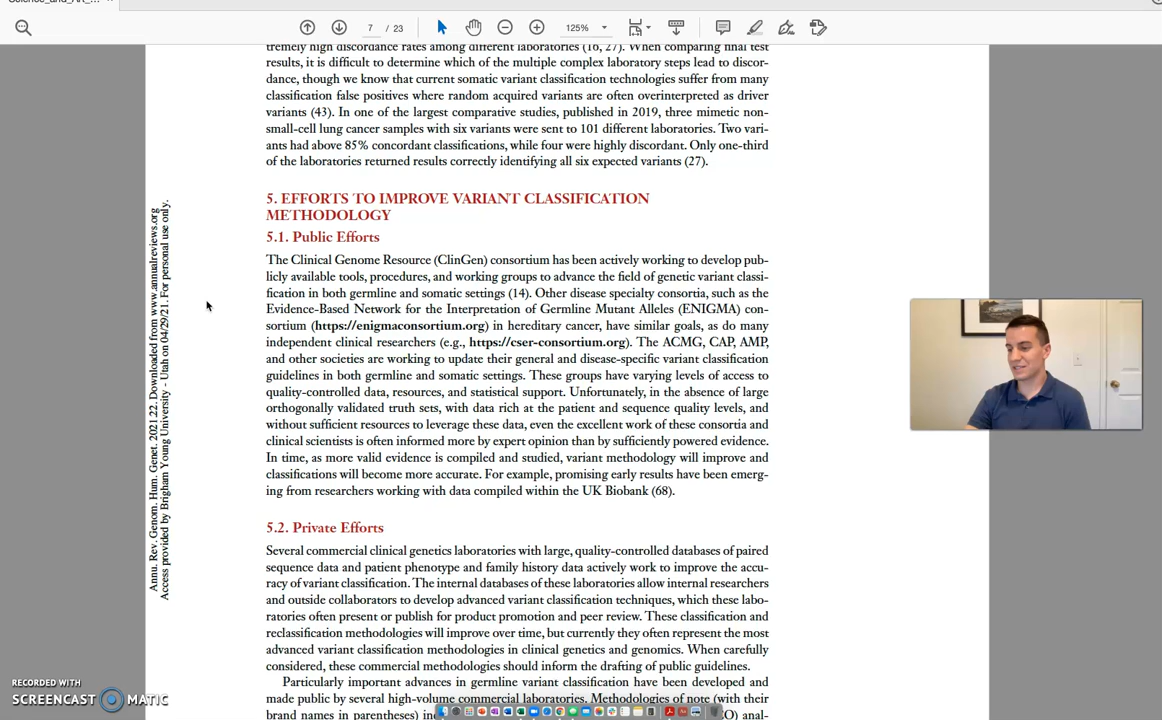 Science_and_Art_...
7 / 23
125%
tremely high discordance rates among different laboratories (16, 27). When comparing final test
results, it is difficult to determine which of the multiple complex laboratory steps lead to discor-
dance, though we know that current somatic variant classification technologies suffer from many
classification false positives where random acquired variants are often overinterpreted as driver
variants (43). In one of the largest comparative studies, published in 2019, three mimetic non-
small-cell lung cancer samples with six variants were sent to 101 different laboratories. Two vari-
ants had above 85% concordant classifications, while four were highly discordant. Only one-third
of the laboratories returned results correctly identifying all six expected variants (27).
5. EFFORTS TO IMPROVE VARIANT CLASSIFICATION
METHODOLOGY
5.1. Public Efforts
The Clinical Genome Resource (ClinGen) consortium has been actively working to develop pub-
licly available tools, procedures, and working groups to advance the field of genetic variant classi-
fication in both germline and somatic settings (14). Other disease specialty consortia, such as the
Evidence-Based Network for the Interpretation of Germline Mutant Alleles (ENIGMA) con-
sortium (https://enigmaconsortium.org) in hereditary cancer, have similar goals, as do many
independent clinical researchers (e.g., https://cser-consortium.org). The ACMG, CAP, AMP,
and other societies are working to update their general and disease-specific variant classification
guidelines in both germline and somatic settings. These groups have varying levels of access to
quality-controlled data, resources, and statistical support. Unfortunately, in the absence of large
orthogonally validated truth sets, with data rich at the patient and sequence quality levels, and
without sufficient resources to leverage these data, even the excellent work of these consortia and
clinical scientists is often informed more by expert opinion than by sufficiently powered evidence.
In time, as more valid evidence is compiled and studied, variant methodology will improve and
classifications will become more accurate. For example, promising early results have been emerg-
ing from researchers working with data compiled within the UK Biobank (68).
5.2. Private Efforts
Several commercial clinical genetics laboratories with large, quality-controlled databases of paired
sequence data and patient phenotype and family history data actively work to improve the accu-
racy of variant classification. The internal databases of these laboratories allow internal researchers
and outside collaborators to develop advanced variant classification techniques, which these labo-
ratories often present or publish for product promotion and peer review. These classification and
reclassification methodologies will improve over time, but currently they often represent the most
advanced variant classification methodologies in clinical genetics and genomics. When carefully
considered, these commercial methodologies should inform the drafting of public guidelines.
Particularly important advances in germline variant classification have been developed and
made public by several high-volume commercial laboratories. Methodologies of note (with their
brand names in parentheses)
Annu. Rev. Genom. Hum. Genet. 2021.22. Downloaded from www.annualreviews.org
Access provided by Brigham Young University - Utah on 04/29/21. For personal use only.
RECORDED WITH
SCREENCAST MATIC